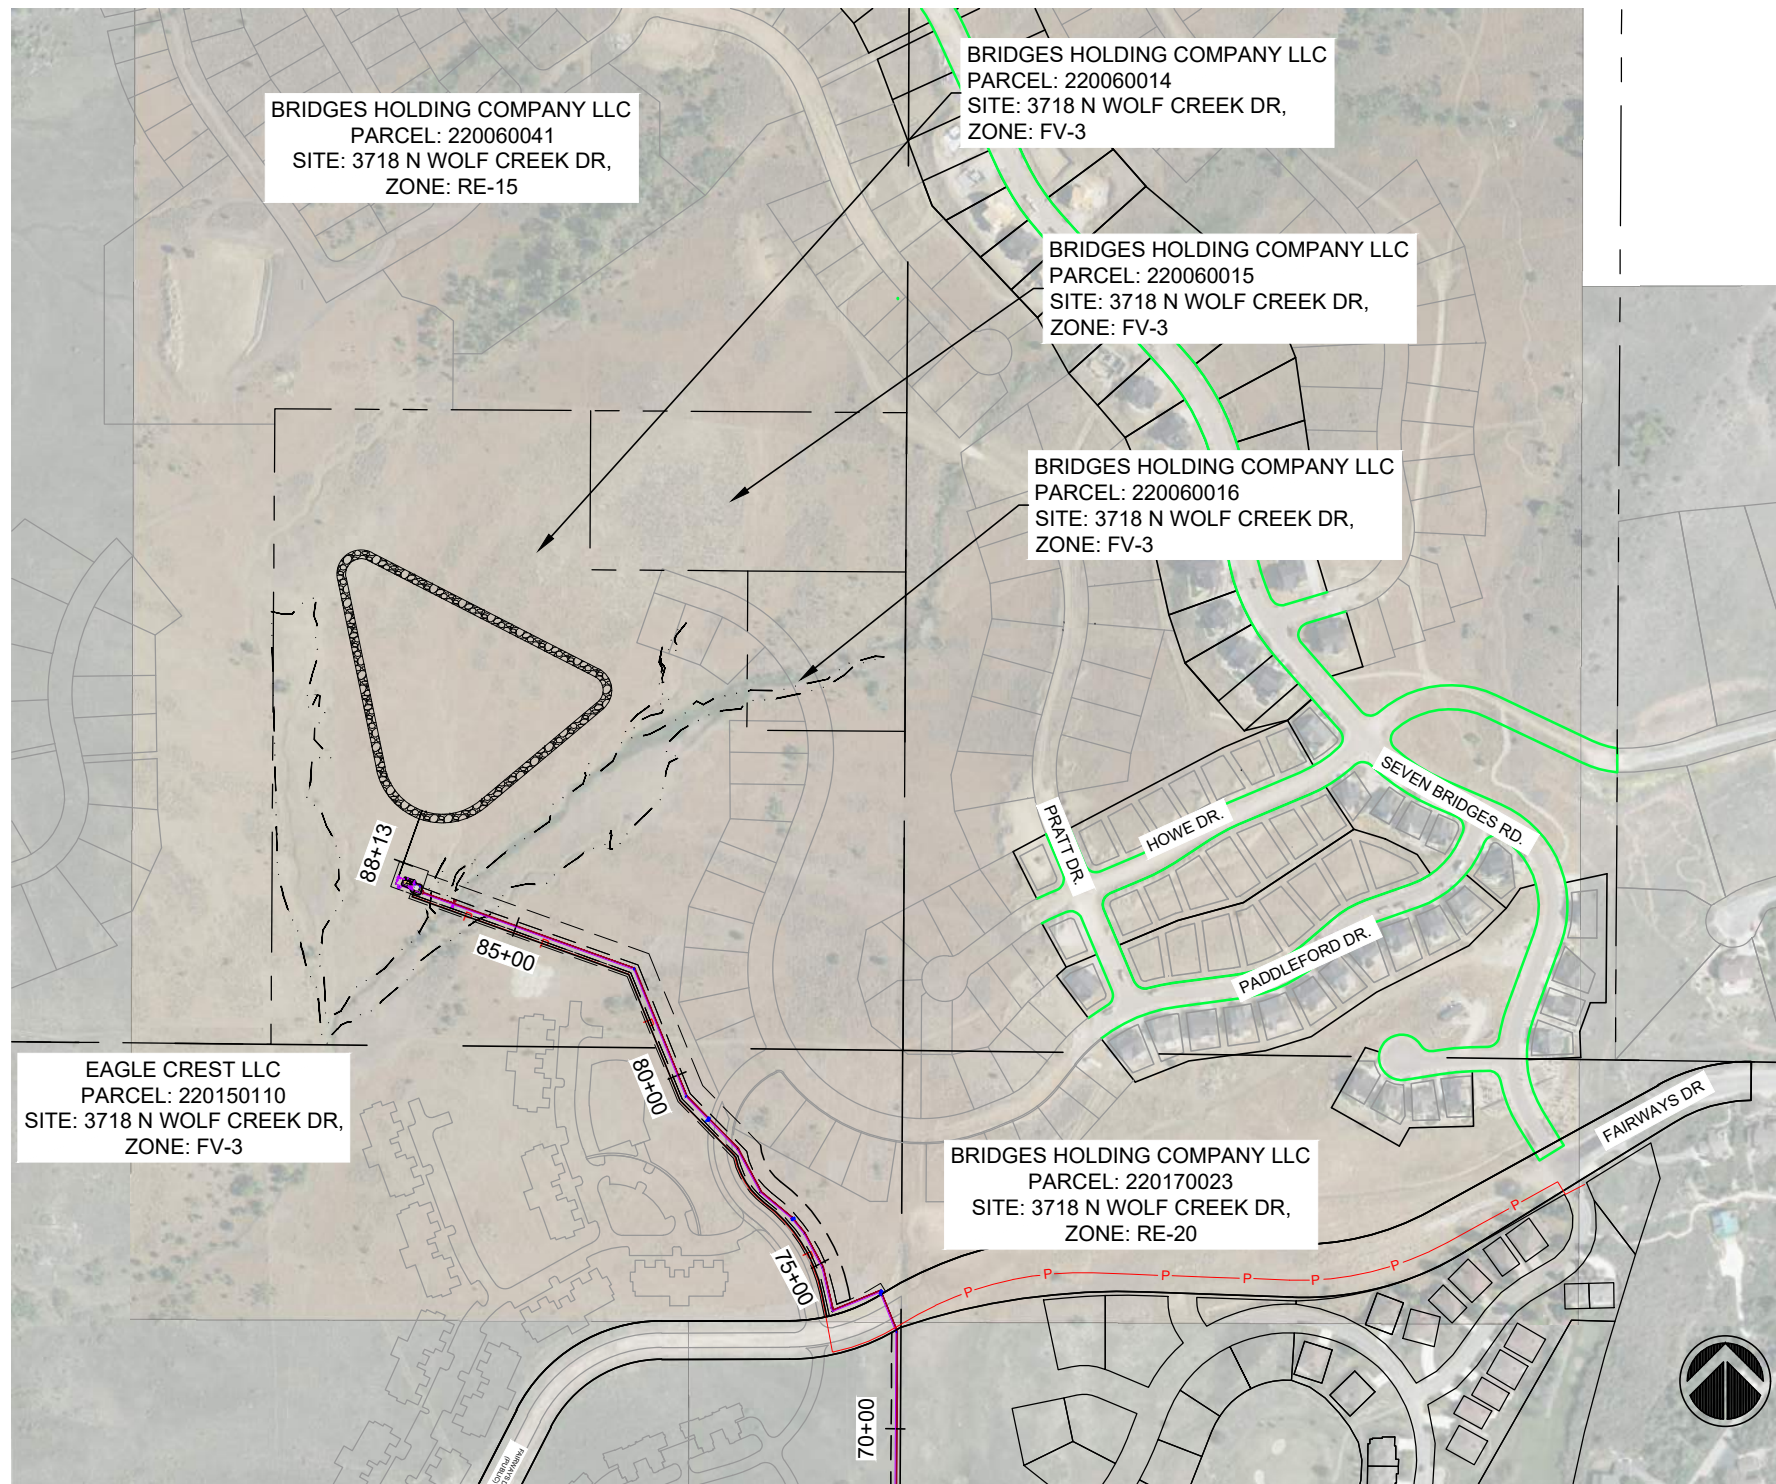 BRIDGES HOLDING COMPANY LLC
PARCEL: 220060014
SITE: 3718 N WOLF CREEK DR,
ZONE: FV-3
BRIDGES HOLDING COMPANY LLC
PARCEL: 220060041
SITE: 3718 N WOLF CREEK DR,
ZONE: RE-15
BRIDGES HOLDING COMPANY LLC
PARCEL: 220060015
SITE: 3718 N WOLF CREEK DR,
ZONE: FV-3
BRIDGES HOLDING COMPANY LLC
PARCEL: 220060016
SITE: 3718 N WOLF CREEK DR,
ZONE: FV-3
SEVEN BRIDGES RD.
HOWE DR.
PRATT DR.
88+13
85+00
PADDLEFORD DR.
80+00
EAGLE CREST LLC
PARCEL: 220150110
SITE: 3718 N WOLF CREEK DR,
ZONE: FV-3
FAIRWAYS DR
BRIDGES HOLDING COMPANY LLC
PARCEL: 220170023
SITE: 3718 N WOLF CREEK DR,
ZONE: RE-20
75+00
P P P P P P P
70+00
(PUBLIC)